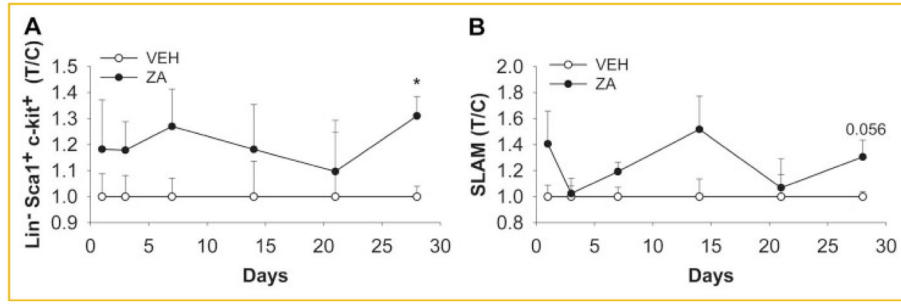 A
VEH
ZA
Lin- Sca1+ c-kit+ (T/C)
1.5
1.4
1.3
1.2
1.1
1.0
0.9
*
0 5 10 15 20 25 30
Days
B
VEH
ZA
SLAM (T/C)
2.0
1.8
1.6
1.4
1.2
1.0
0.8
0.056
0 5 10 15 20 25 30
Days